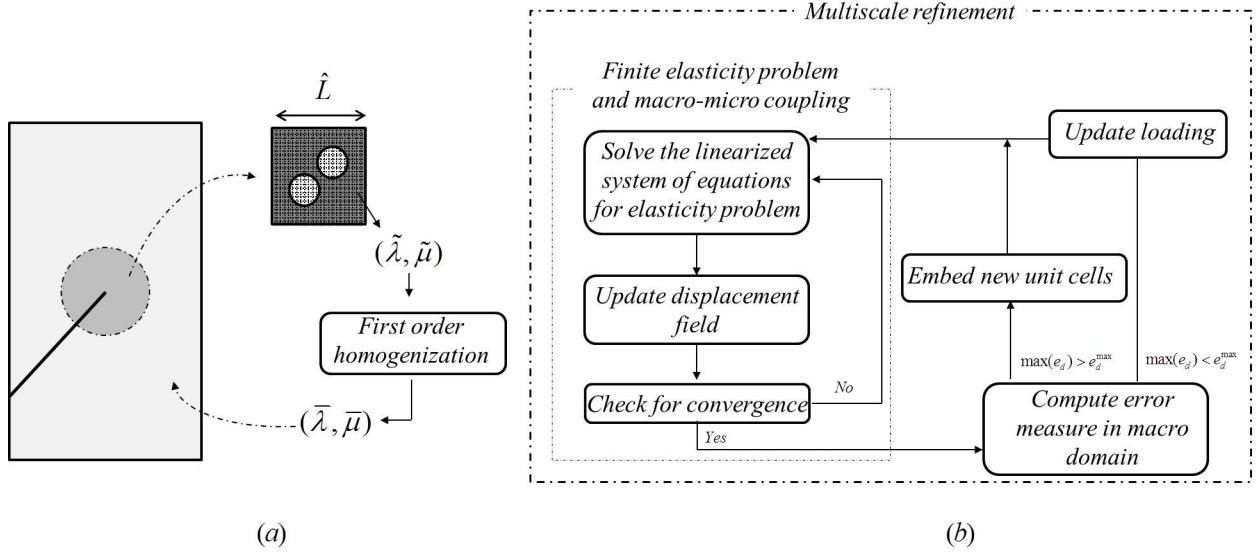 L̂
(λ̃, μ̃)
First order
homogenization
(λ̄, μ̄)
(a)
Multiscale refinement
Finite elasticity problem
and macro-micro coupling
Solve the linearized
system of equations
for elasticity problem
Update displacement
field
Check for convergence
No
Yes
Update loading
Embed new unit cells
max(e_d) > e_d^max
max(e_d) < e_d^max
Compute error
measure in macro
domain
(b)